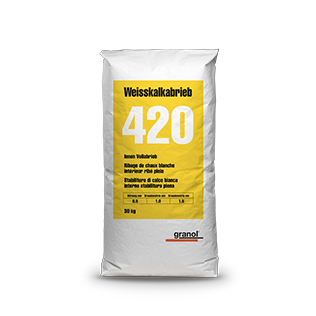 Weisskalkabrieb
420
Innen Vollabrieb
Ribage de chaux blanche
intérieur ribé plein
Stabilitura di calce bianca
interno stabilitura piena
30 kg
granol